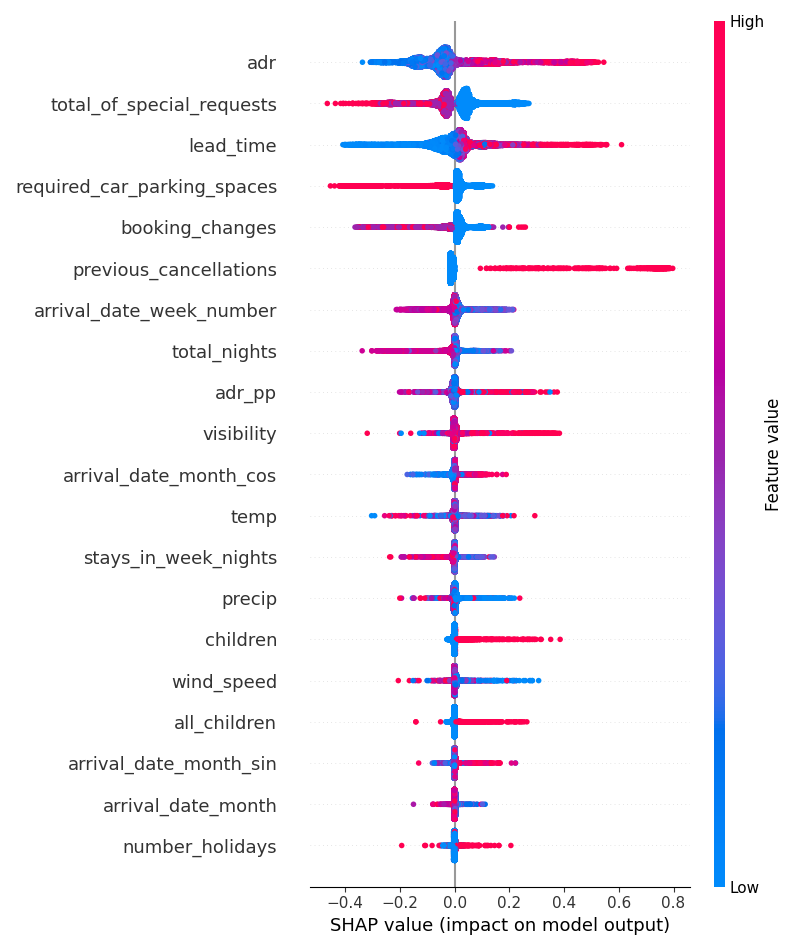 High
adr
total_of_special_requests
lead_time
required_car_parking_spaces
booking_changes
previous_cancellations
arrival_date_week_number
total_nights
adr_pp
visibility
arrival_date_month_cos
temp
stays_in_week_nights
precip
children
wind_speed
all_children
arrival_date_month_sin
arrival_date_month
number_holidays
Feature value
Low
−0.4 −0.2 0.0 0.2 0.4 0.6 0.8
SHAP value (impact on model output)